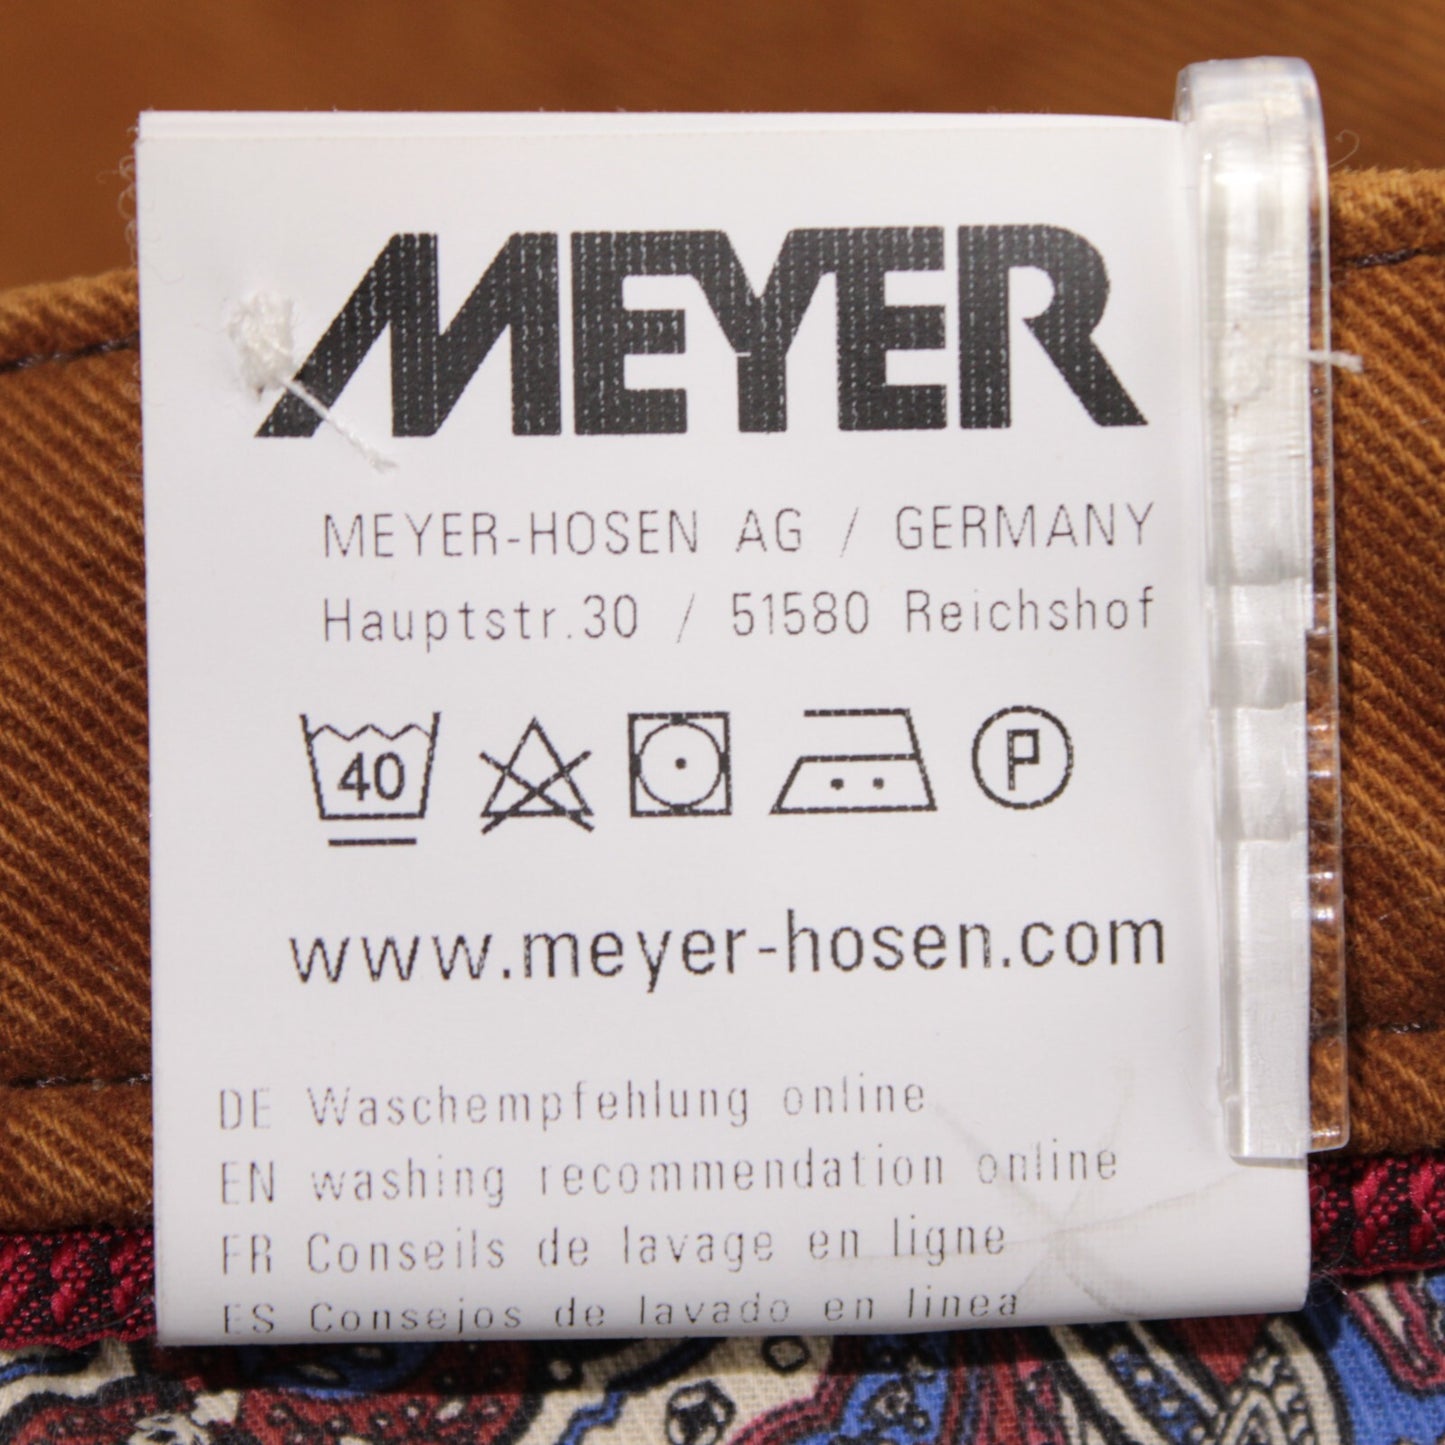 MEYER
MEYER-HOSEN AG / GERMANY
Hauptstr.30 / 51580 Reichshof
40 P
www.meyer-hosen.com
DE Waschempfehlung online
EN washing recommendation online
FR Conseils de lavage en ligne
ES Consejos de lavado en linea